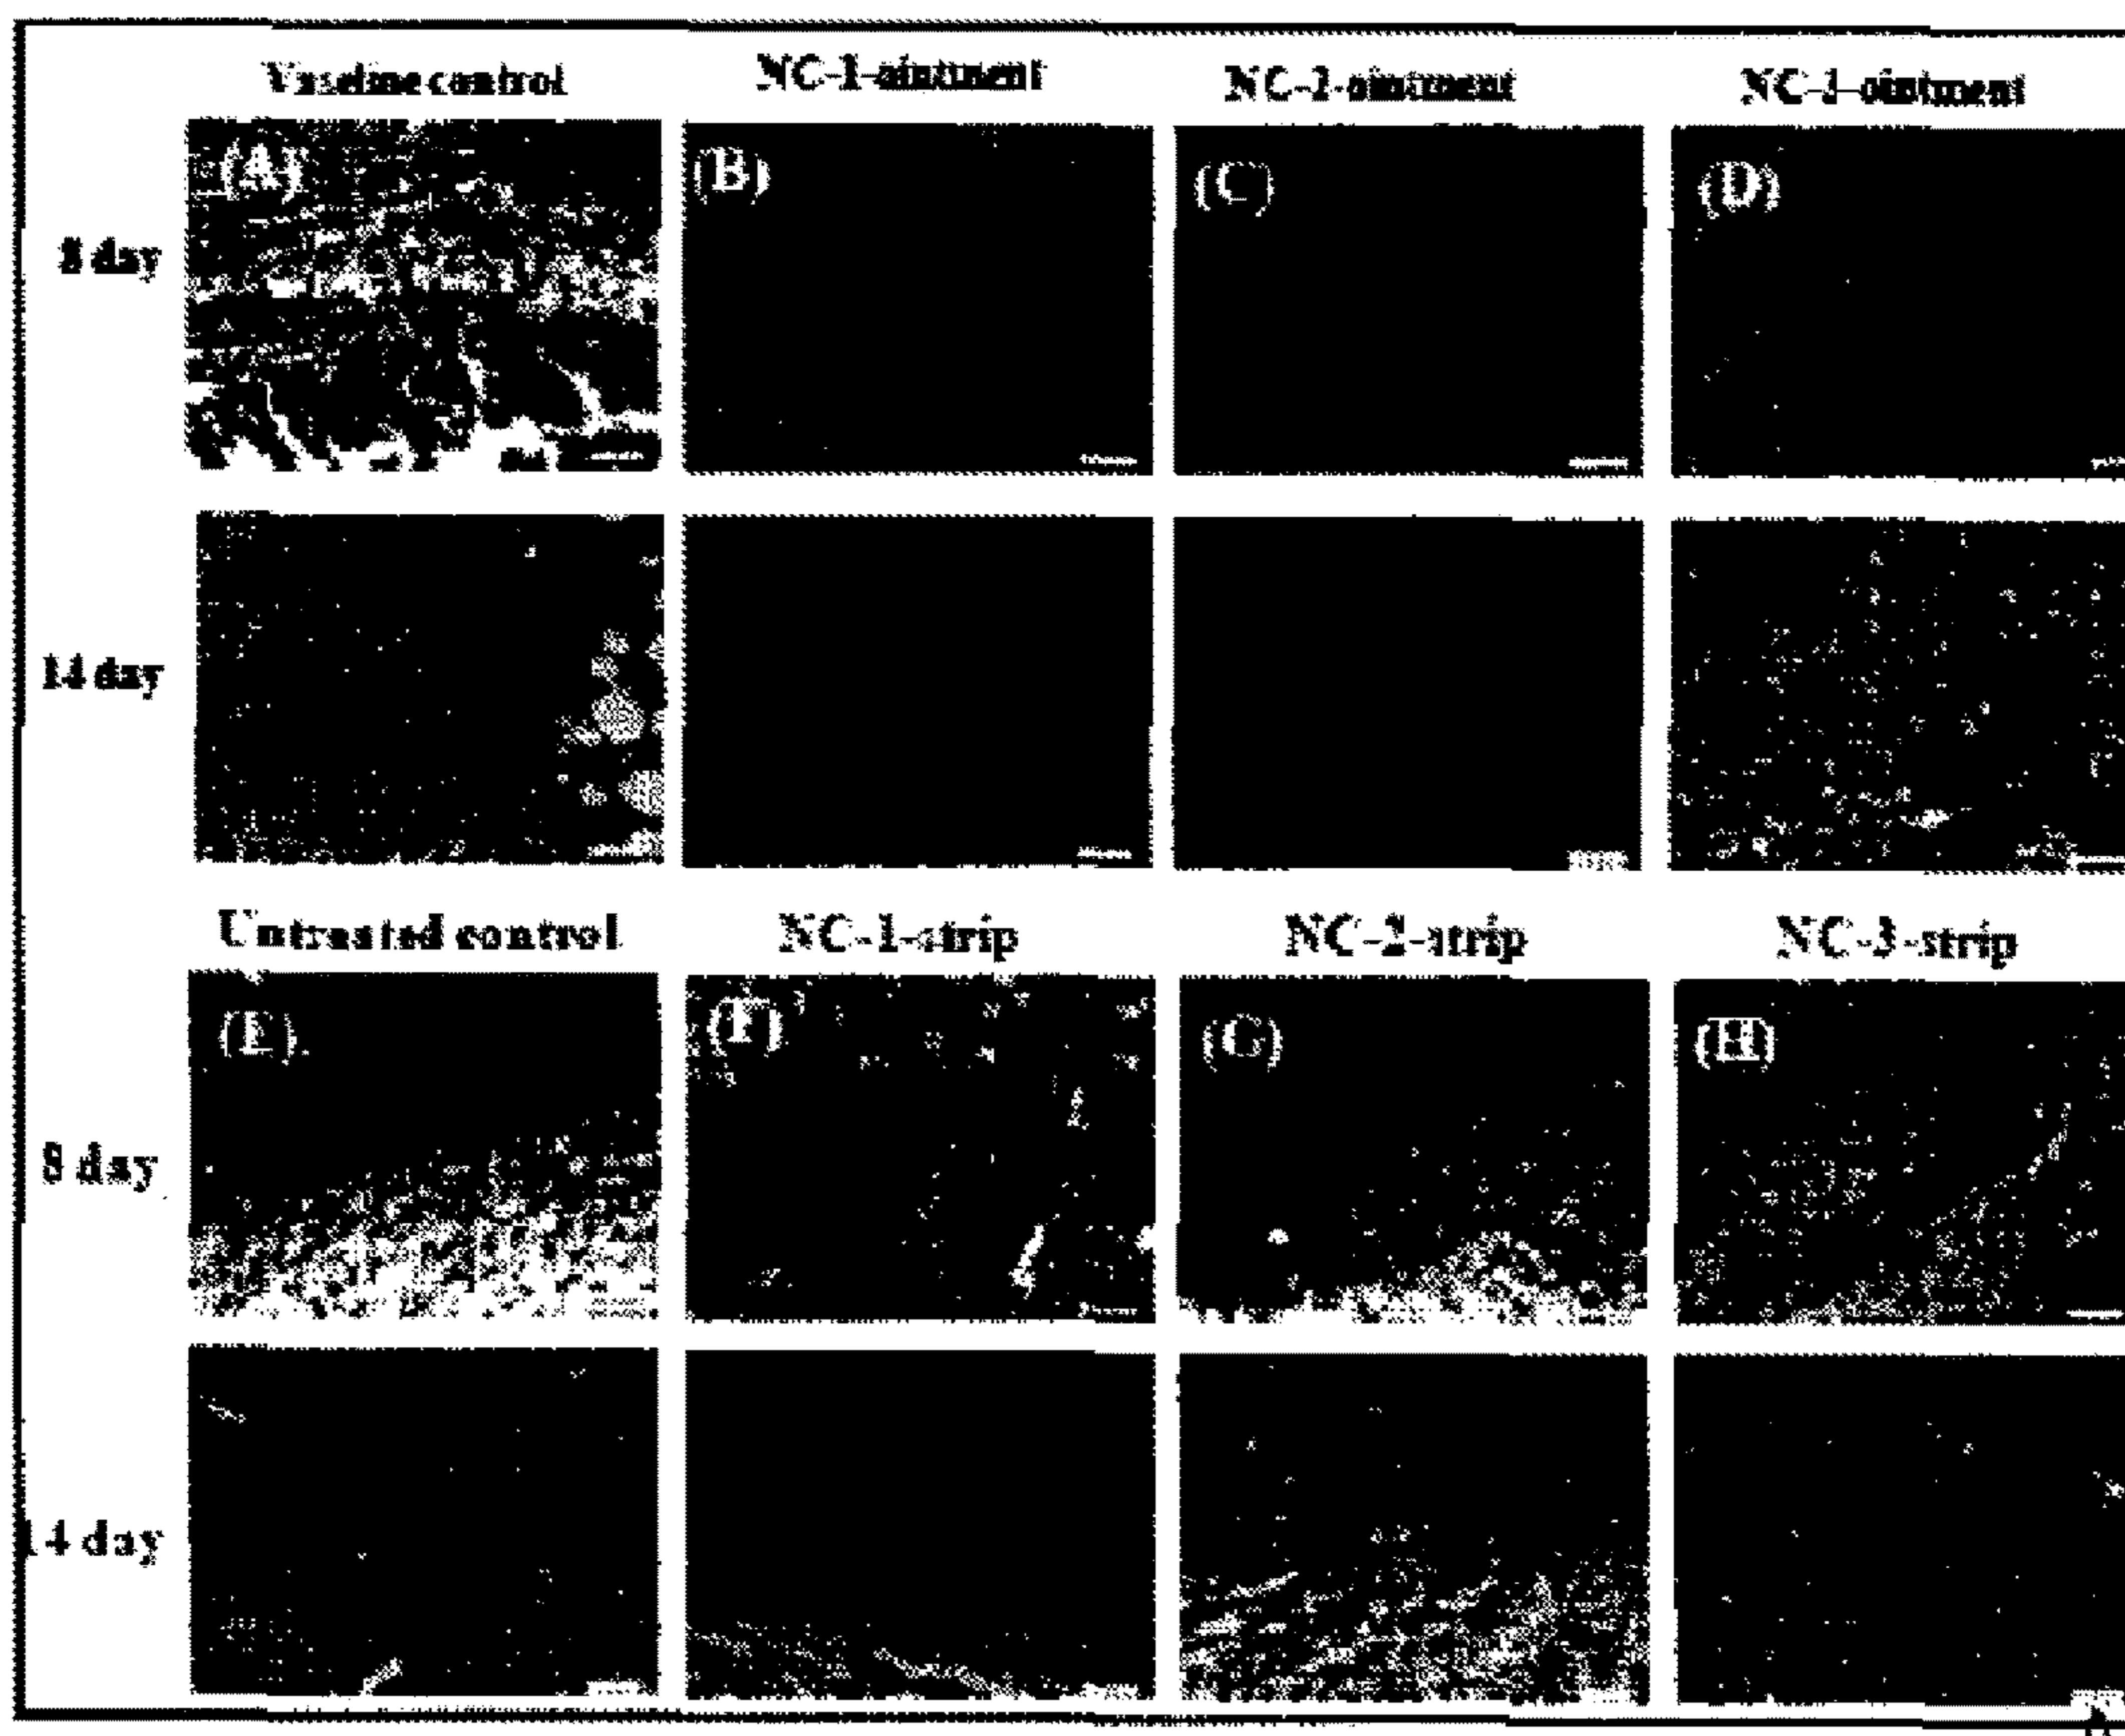 Vaseline control NC-1-ointment NC-2-ointment NC-3-ointment
(A) (B) (C) (D)
8 day
14 day
Untreated control NC-1-strip NC-2-strip NC-3-strip
(E) (F) (G) (H)
8 day
14 day